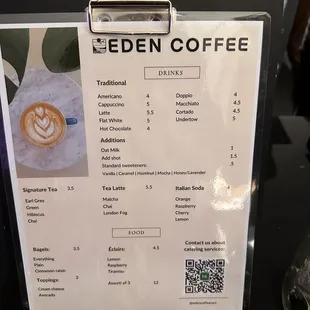 EDEN COFFEE
DRINKS
Traditional
Americano 4
Cappuccino 5
Latte 5.5
Flat White 5
Hot Chocolate 4
Doppio 4
Macchiato 4.5
Cortado 4.5
Undertow 5
Additions
Oat Milk 1
Add shot 1.5
Standard sweeteners: .5
Vanilla | Caramel | Hazelnut | Mocha | Honey/Lavender
Signature Tea 3.5
Earl Grey
Green
Hibiscus
Chai
Tea Latte 5.5
Matcha
Chai
London Fog
Italian Soda 4
Orange
Raspberry
Cherry
Lemon
FOOD
Bagels: 3.5
Everything
Plain
Cinnamon raisin
Toppings: 2
Cream cheese
Avocado
Éclairs: 4.5
Lemon
Raspberry
Tiramisu
Assort of 3 12
Contact us about
catering services: